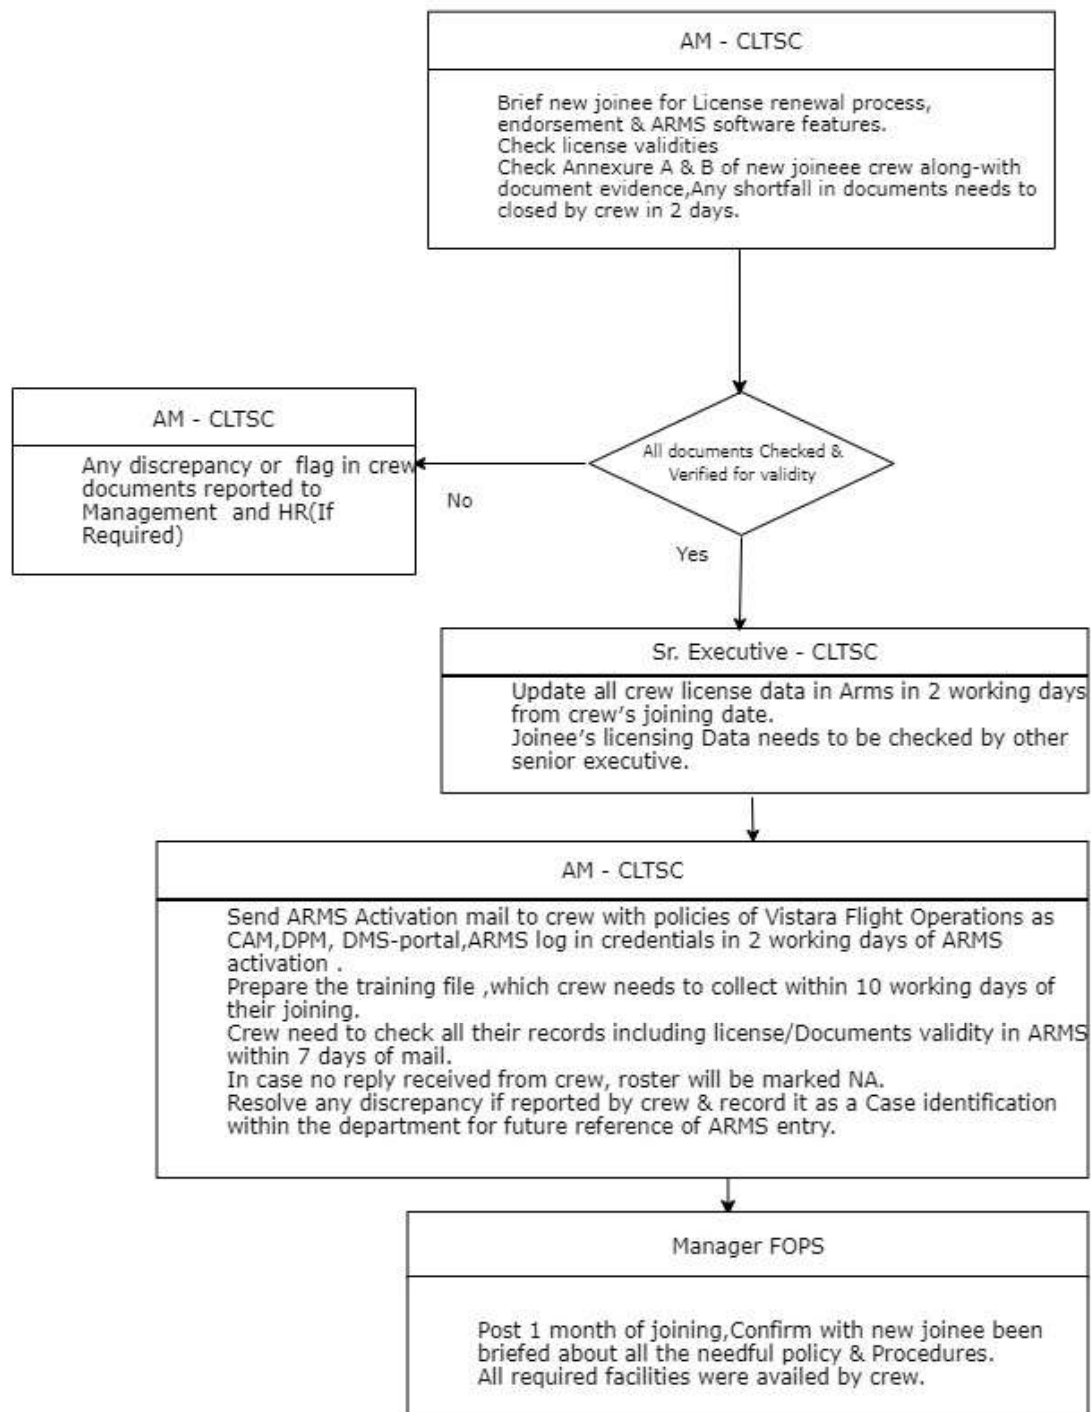 AM - CLTSC
Brief new joinee for License renewal process,
endorsement & ARMS software features.
Check license validities
Check Annexure A & B of new joineee crew along-with
document evidence,Any shortfall in documents needs to
closed by crew in 2 days.
All documents Checked &
Verified for validity
AM - CLTSC
Any discrepancy or flag in crew
documents reported to
Management and HR(If
Required)
No
Yes
Sr. Executive - CLTSC
Update all crew license data in Arms in 2 working days
from crew's joining date.
Joinee's licensing Data needs to be checked by other
senior executive.
AM - CLTSC
Send ARMS Activation mail to crew with policies of Vistara Flight Operations as
CAM,DPM, DMS-portal,ARMS log in credentials in 2 working days of ARMS
activation .
Prepare the training file ,which crew needs to collect within 10 working days of
their joining.
Crew need to check all their records including license/Documents validity in ARMS
within 7 days of mail.
In case no reply received from crew, roster will be marked NA.
Resolve any discrepancy if reported by crew & record it as a Case identification
within the department for future reference of ARMS entry.
Manager FOPS
Post 1 month of joining,Confirm with new joinee been
briefed about all the needful policy & Procedures.
All required facilities were availed by crew.